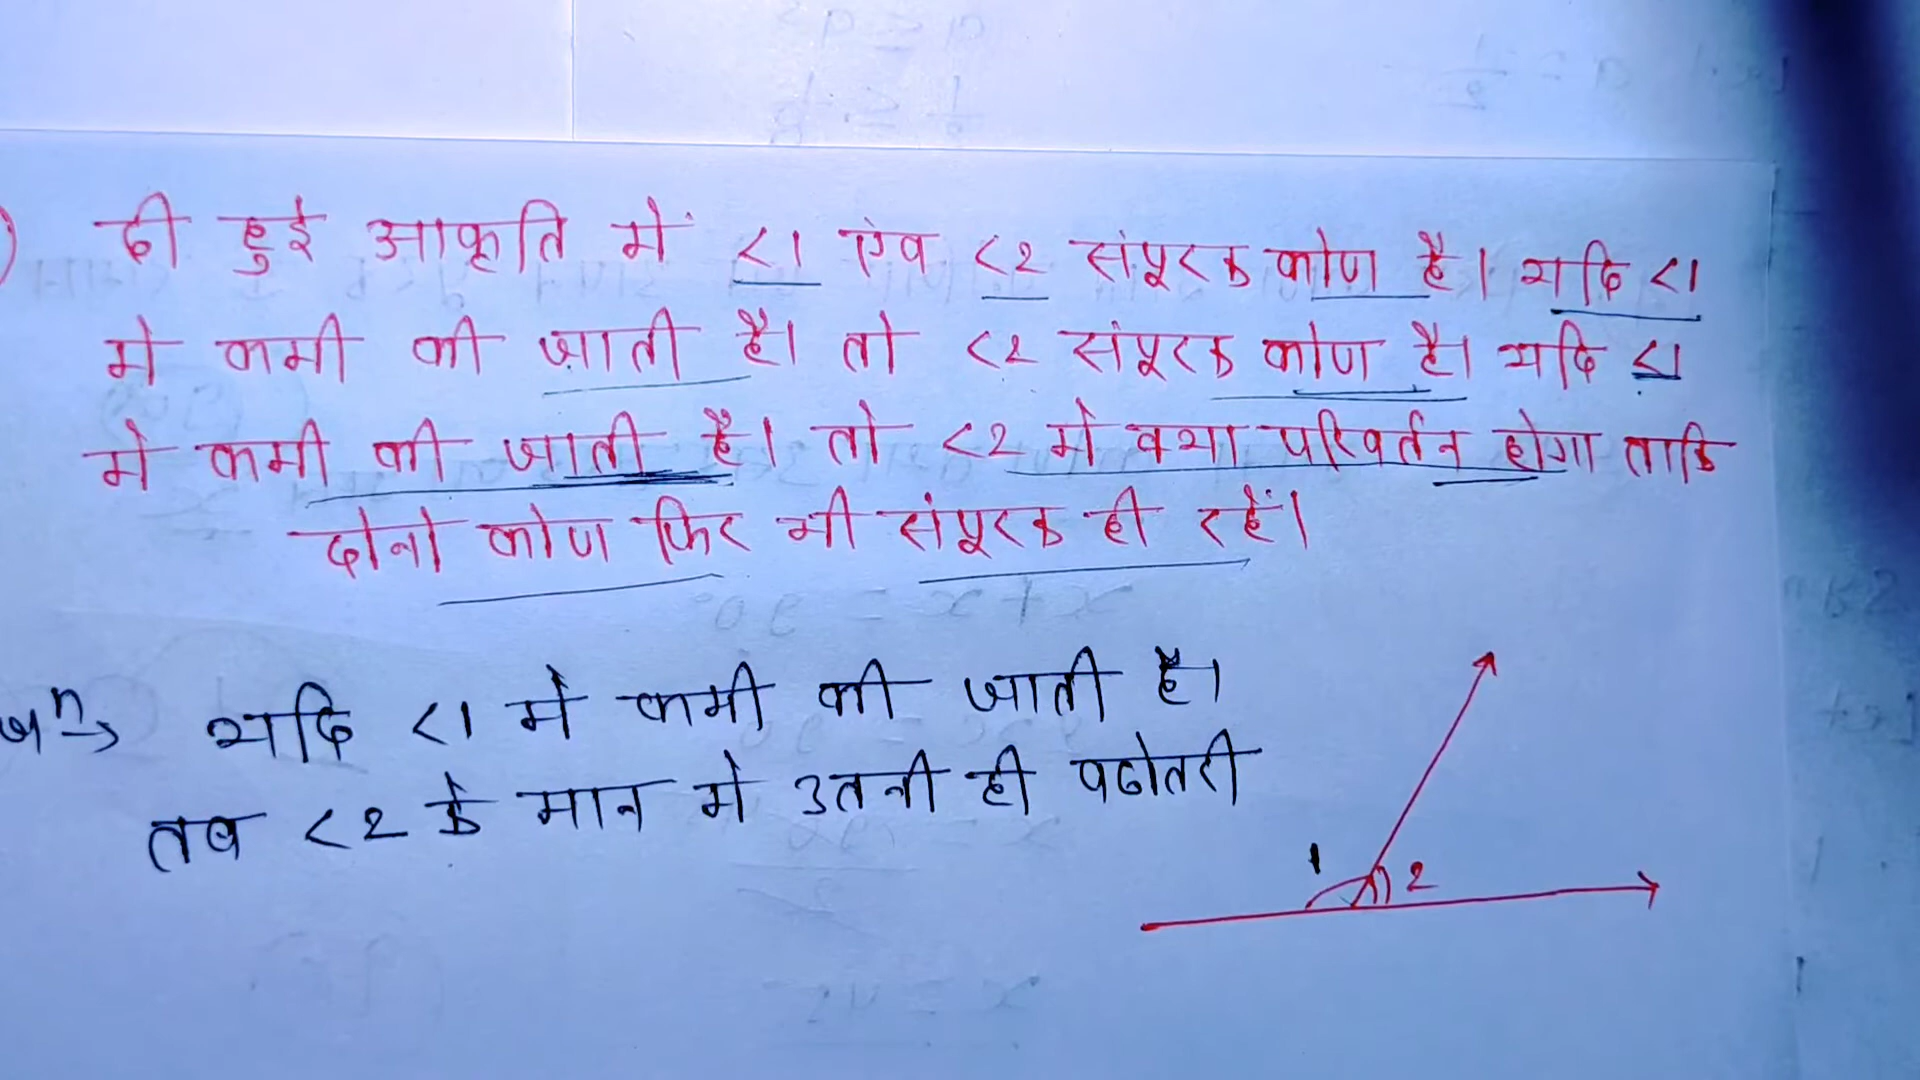 दी हुई आकृति में <1 एंव <2 संपूरक कोण है। यदि <1
मे कमी की जाती है। तो <2 संपूरक कोण है। यदि <1
मे कमी की जाती है। तो <2 मे क्या परिवर्तन होगा ताकि
दोनो कोण फिर भी संपूरक ही रहें।
यदि <1 मे कमी की जाती है।
तब <2 के मान मे उतनी ही बढोतरी
1
2